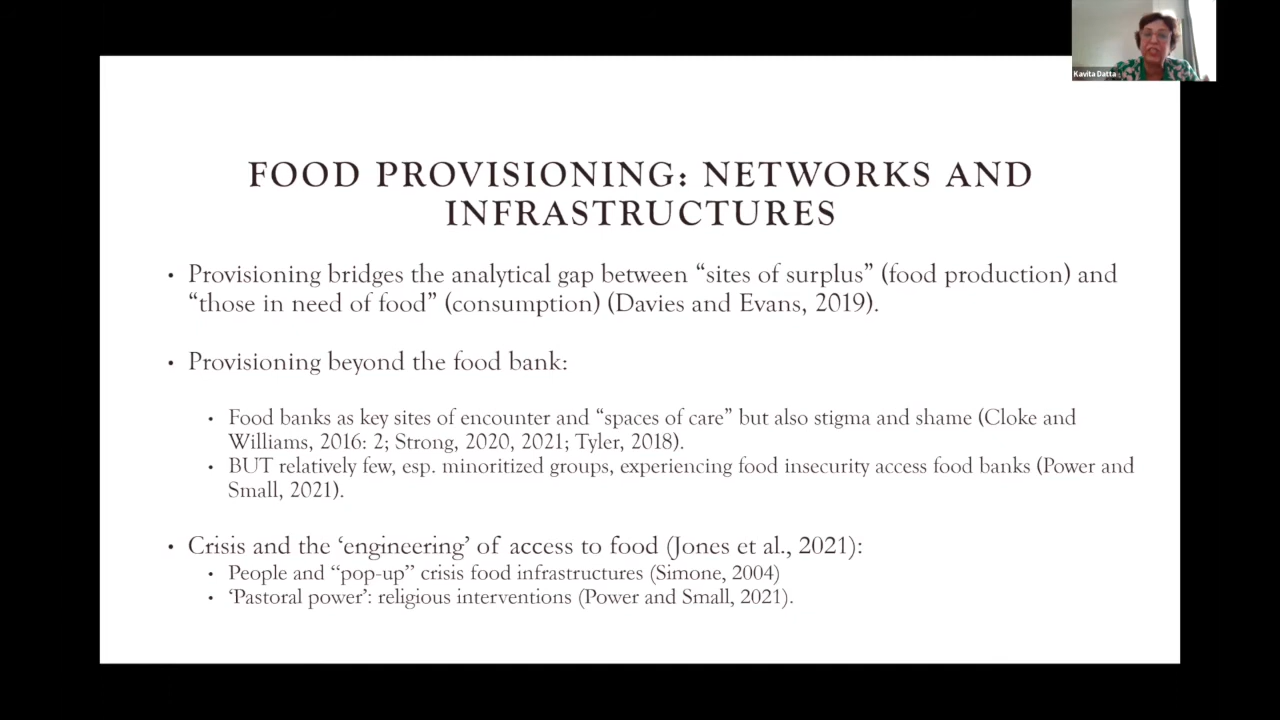 Kavita Datta
FOOD PROVISIONING: NETWORKS AND
INFRASTRUCTURES
• Provisioning bridges the analytical gap between “sites of surplus” (food production) and
“those in need of food” (consumption) (Davies and Evans, 2019).
• Provisioning beyond the food bank:
• Food banks as key sites of encounter and “spaces of care” but also stigma and shame (Cloke and
Williams, 2016: 2; Strong, 2020, 2021; Tyler, 2018).
• BUT relatively few, esp. minoritized groups, experiencing food insecurity access food banks (Power and
Small, 2021).
• Crisis and the ‘engineering’ of access to food (Jones et al., 2021):
• People and “pop-up” crisis food infrastructures (Simone, 2004)
• ‘Pastoral power’: religious interventions (Power and Small, 2021).